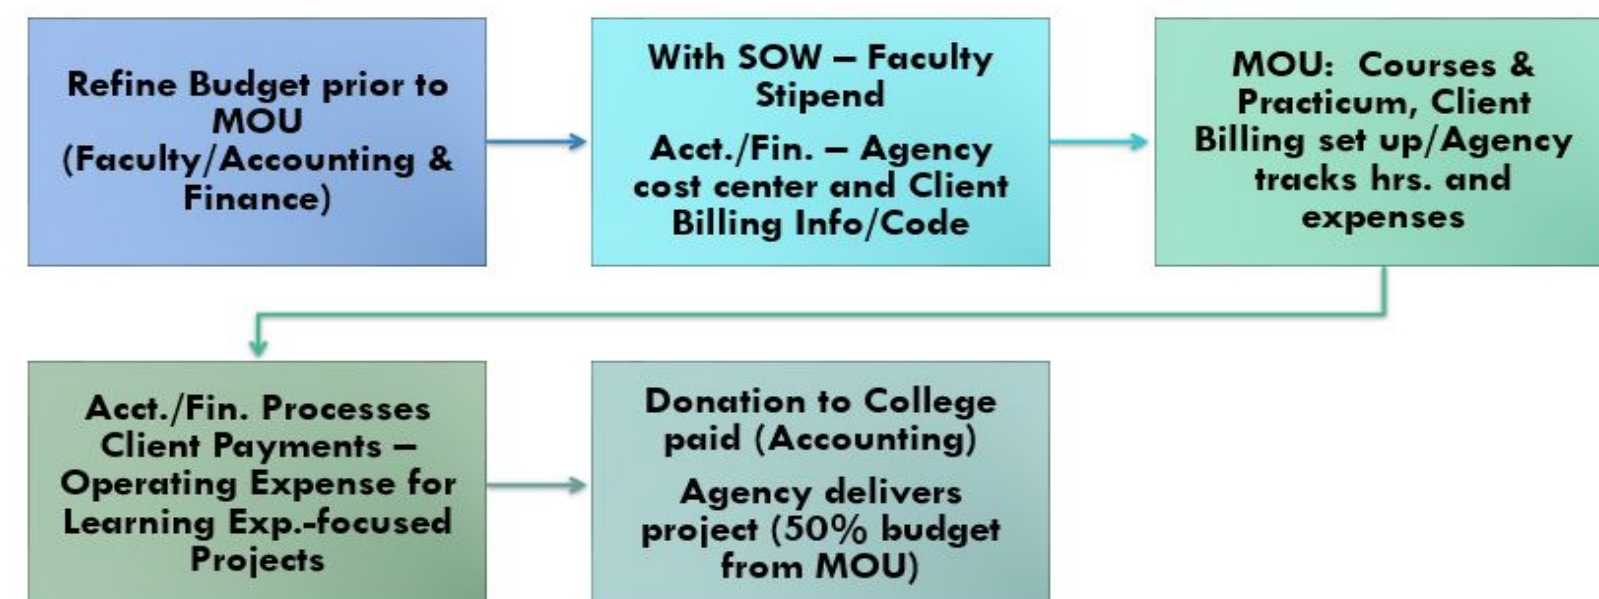 Refine Budget prior to
MOU
(Faculty/Accounting &
Finance)
With SOW – Faculty
Stipend
Acct./Fin. – Agency
cost center and Client
Billing Info/Code
MOU:  Courses &
Practicum, Client
Billing set up/Agency
tracks hrs. and
expenses
Acct./Fin. Processes
Client Payments –
Operating Expense for
Learning Exp.-focused
Projects
Donation to College
paid (Accounting)
Agency delivers
project (50% budget
from MOU)